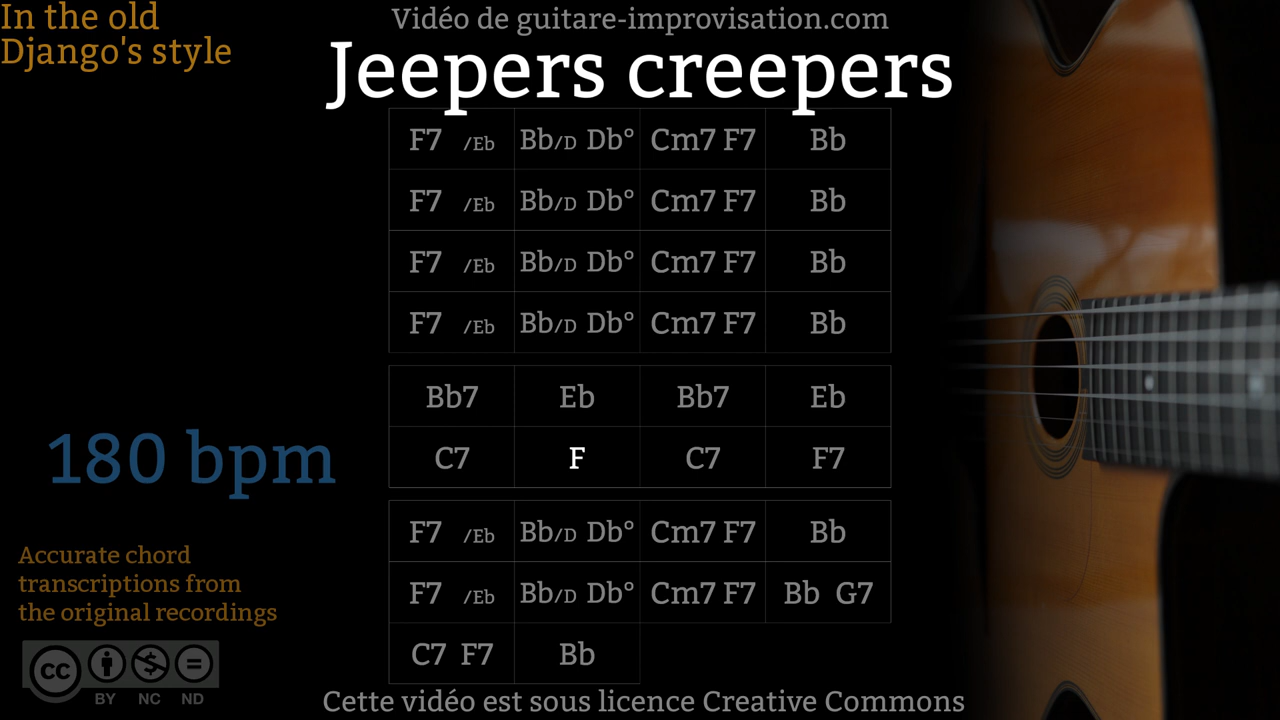 In the old
Django's style
Vidéo de guitare-improvisation.com
Jeepers creepers
F7 /Eb Bb/D Db° Cm7 F7 Bb
F7 /Eb Bb/D Db° Cm7 F7 Bb
F7 /Eb Bb/D Db° Cm7 F7 Bb
F7 /Eb Bb/D Db° Cm7 F7 Bb
Bb7 Eb Bb7 Eb
C7 F C7 F7
F7 /Eb Bb/D Db° Cm7 F7 Bb
F7 /Eb Bb/D Db° Cm7 F7 Bb G7
C7 F7 Bb
180 bpm
Accurate chord
transcriptions from
the original recordings
cc
BY NC ND
Cette vidéo est sous licence Creative Commons